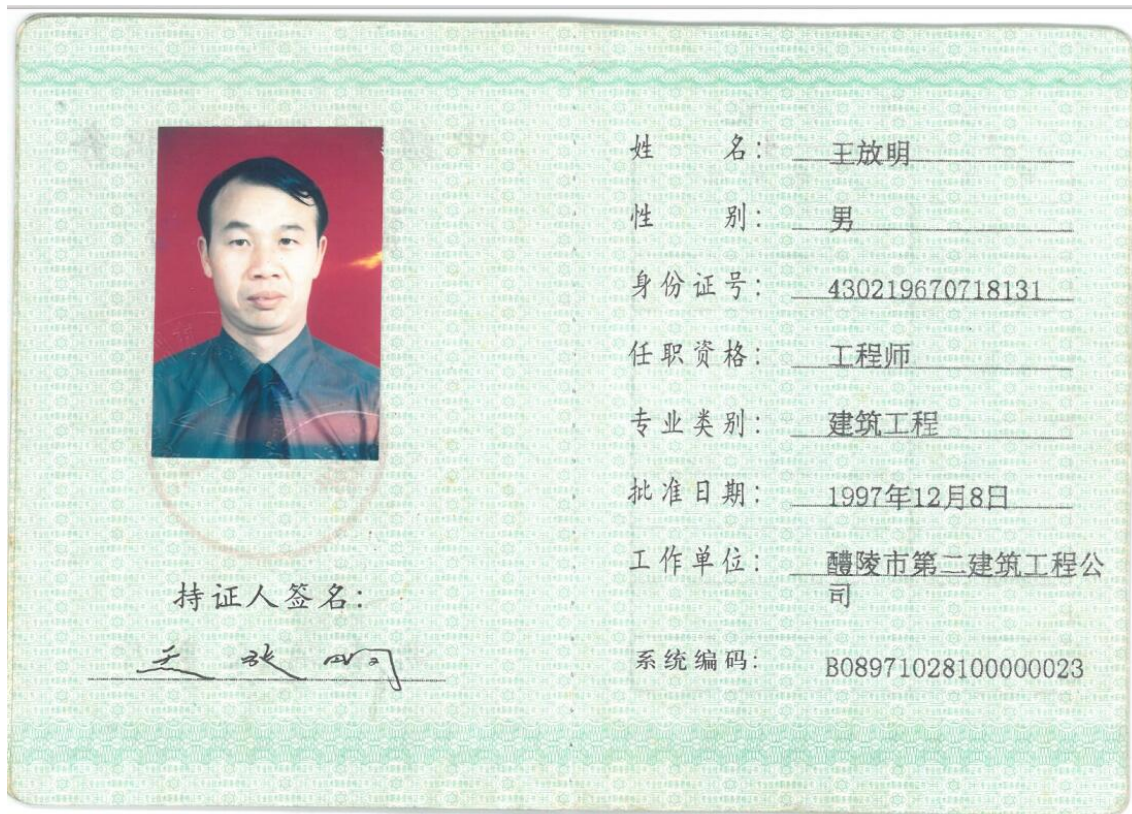 姓 名: 王放明
性 别: 男
身份证号: 430219670718131
任职资格: 工程师
专业类别: 建筑工程
批准日期: 1997年12月8日
工作单位: 醴陵市第二建筑工程公
司
系统编码: B08971028100000023
持证人签名:
王放明